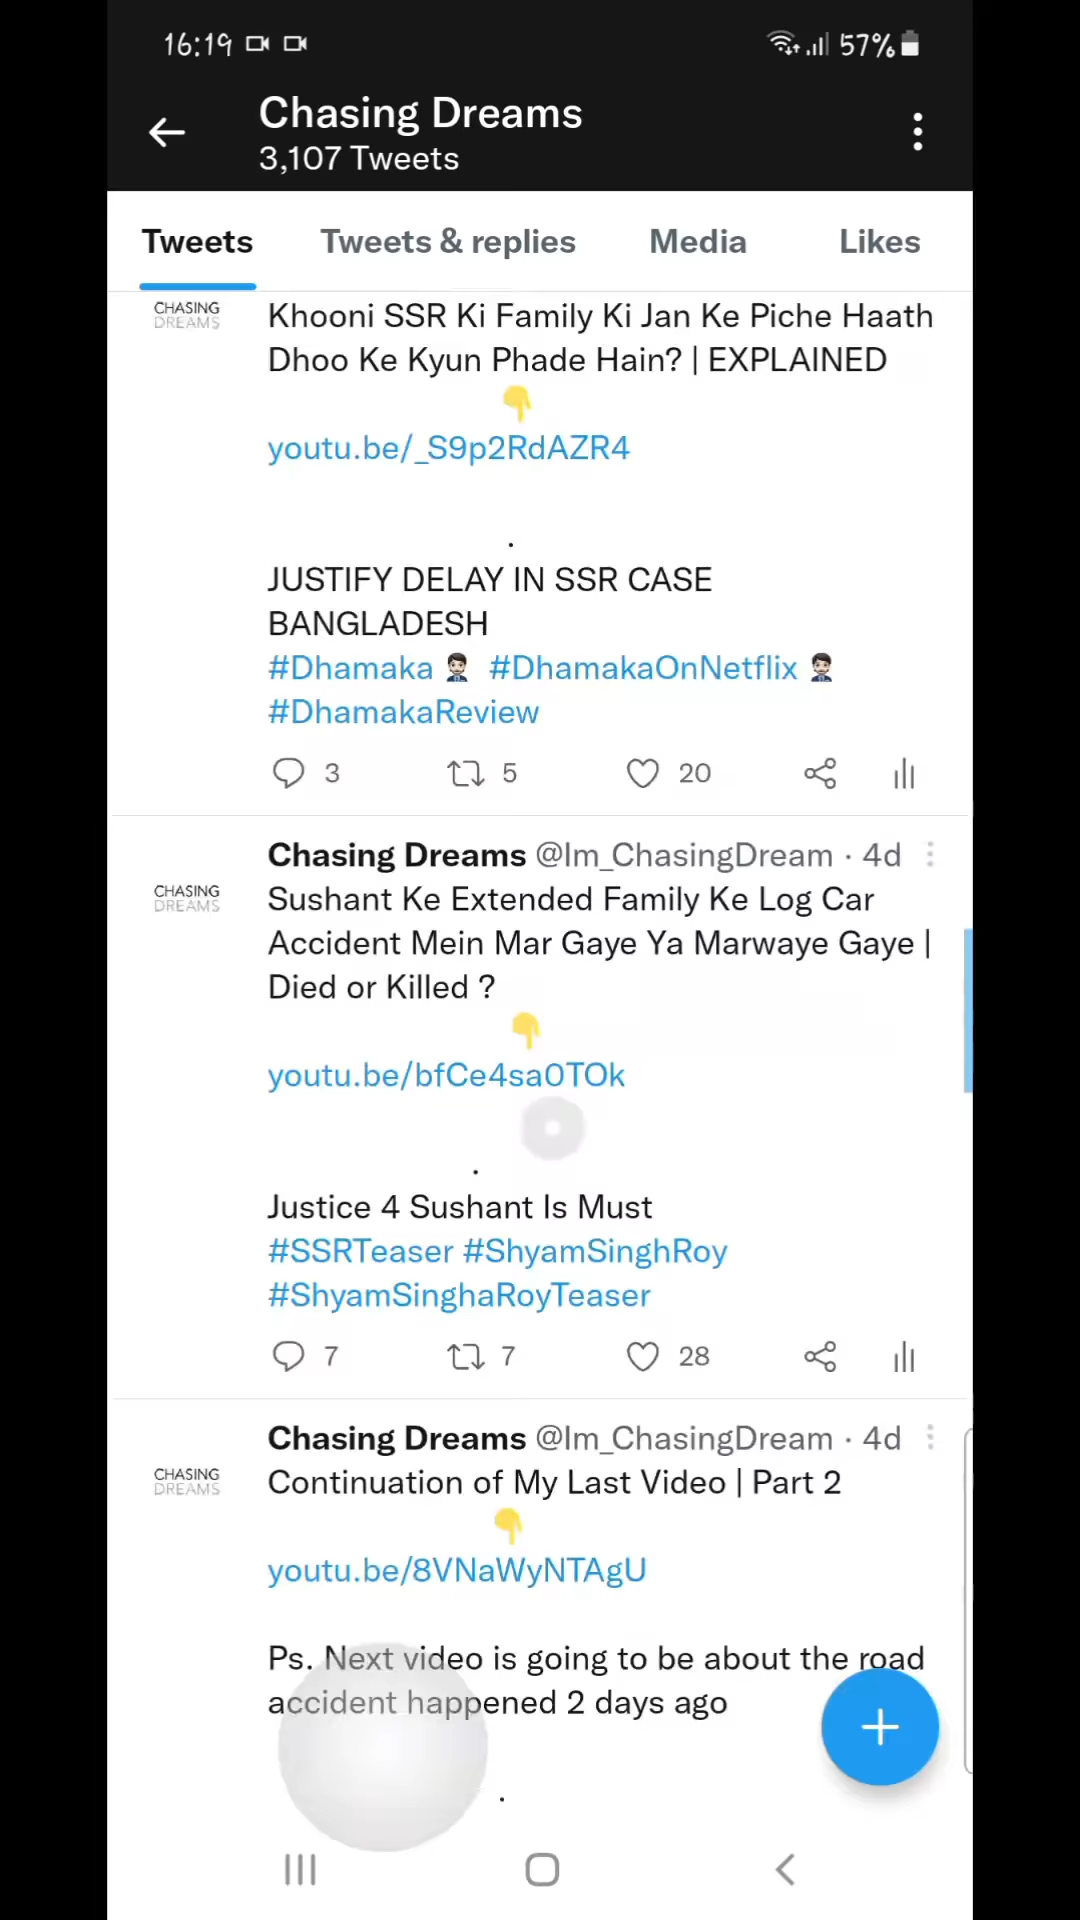 16:19
57%
Chasing Dreams
3,107 Tweets
Tweets
Tweets & replies
Media
Likes
CHASING
DREAMS
Khooni SSR Ki Family Ki Jan Ke Piche Haath
Dhoo Ke Kyun Phade Hain? | EXPLAINED
👇
youtu.be/_S9p2RdAZR4
.
JUSTIFY DELAY IN SSR CASE
BANGLADESH
#Dhamaka #DhamakaOnNetflix
#DhamakaReview
3
5
20
Chasing Dreams @Im_ChasingDream · 4d
CHASING
DREAMS
Sushant Ke Extended Family Ke Log Car
Accident Mein Mar Gaye Ya Marwaye Gaye |
Died or Killed ?
👇
youtu.be/bfCe4sa0TOk
.
Justice 4 Sushant Is Must
#SSRTeaser #ShyamSinghRoy
#ShyamSinghaRoyTeaser
7
7
28
Chasing Dreams @Im_ChasingDream · 4d
CHASING
DREAMS
Continuation of My Last Video | Part 2
👇
youtu.be/8VNaWyNTAgU
Ps. Next video is going to be about the road
accident happened 2 days ago
.